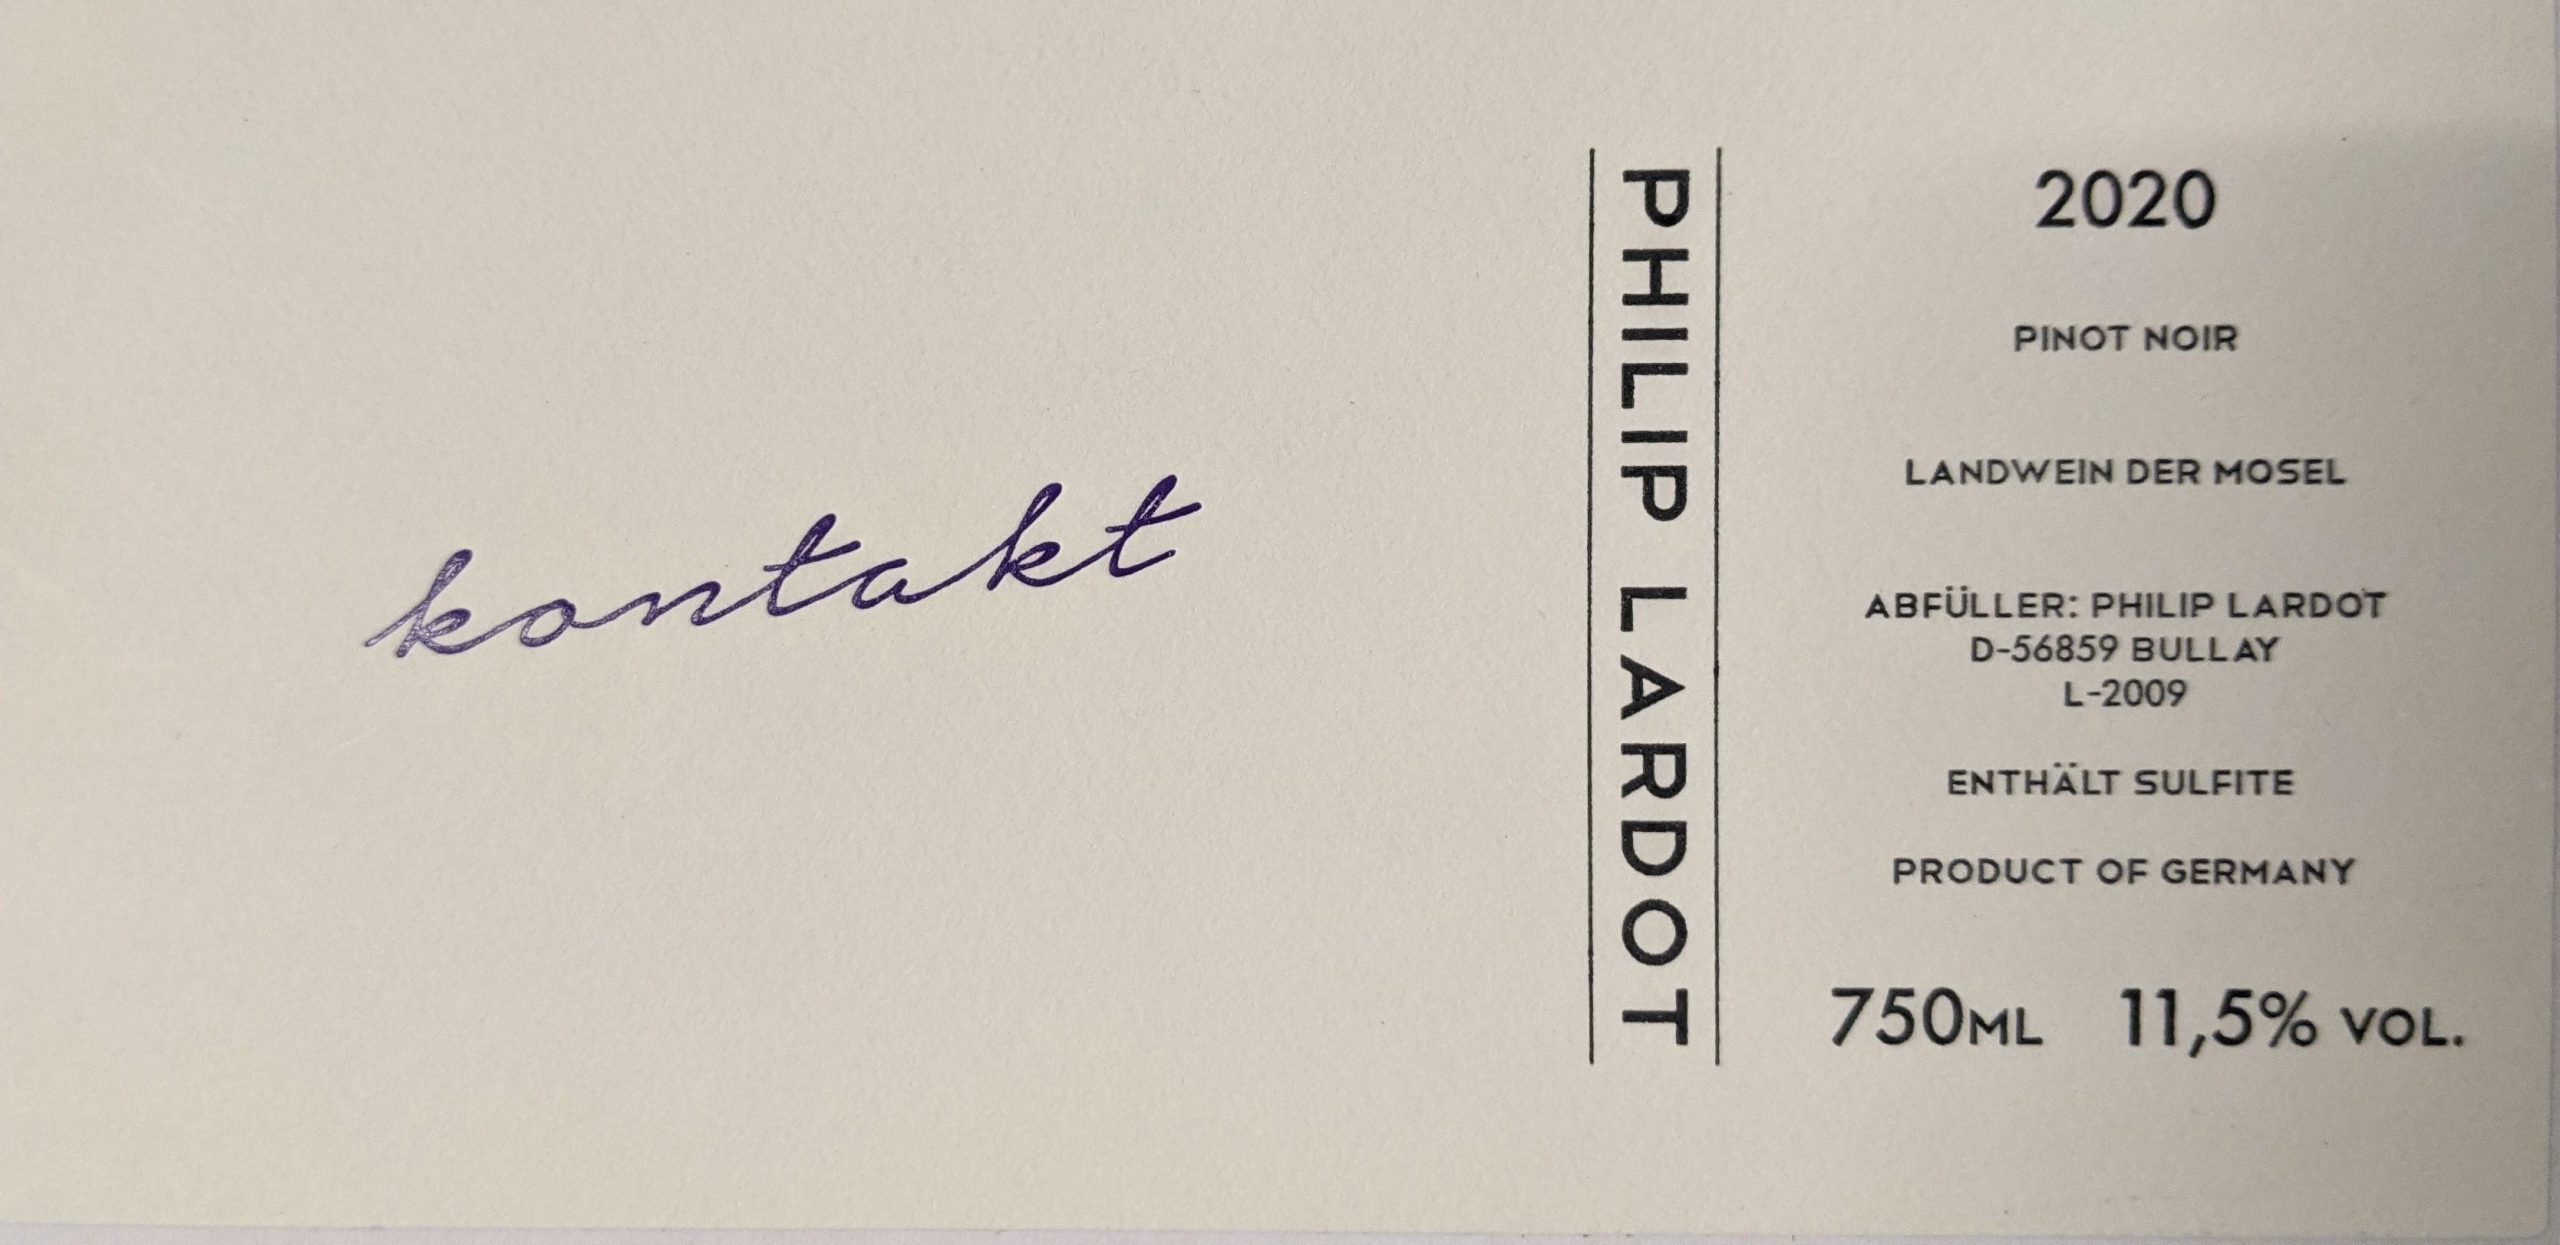 kontakt
PHILIP LARDOT
2020
PINOT NOIR
LANDWEIN DER MOSEL
ABFÜLLER: PHILIP LARDOT
D-56859 BULLAY
L-2009
ENTHÄLT SULFITE
PRODUCT OF GERMANY
750ML 11,5% VOL.